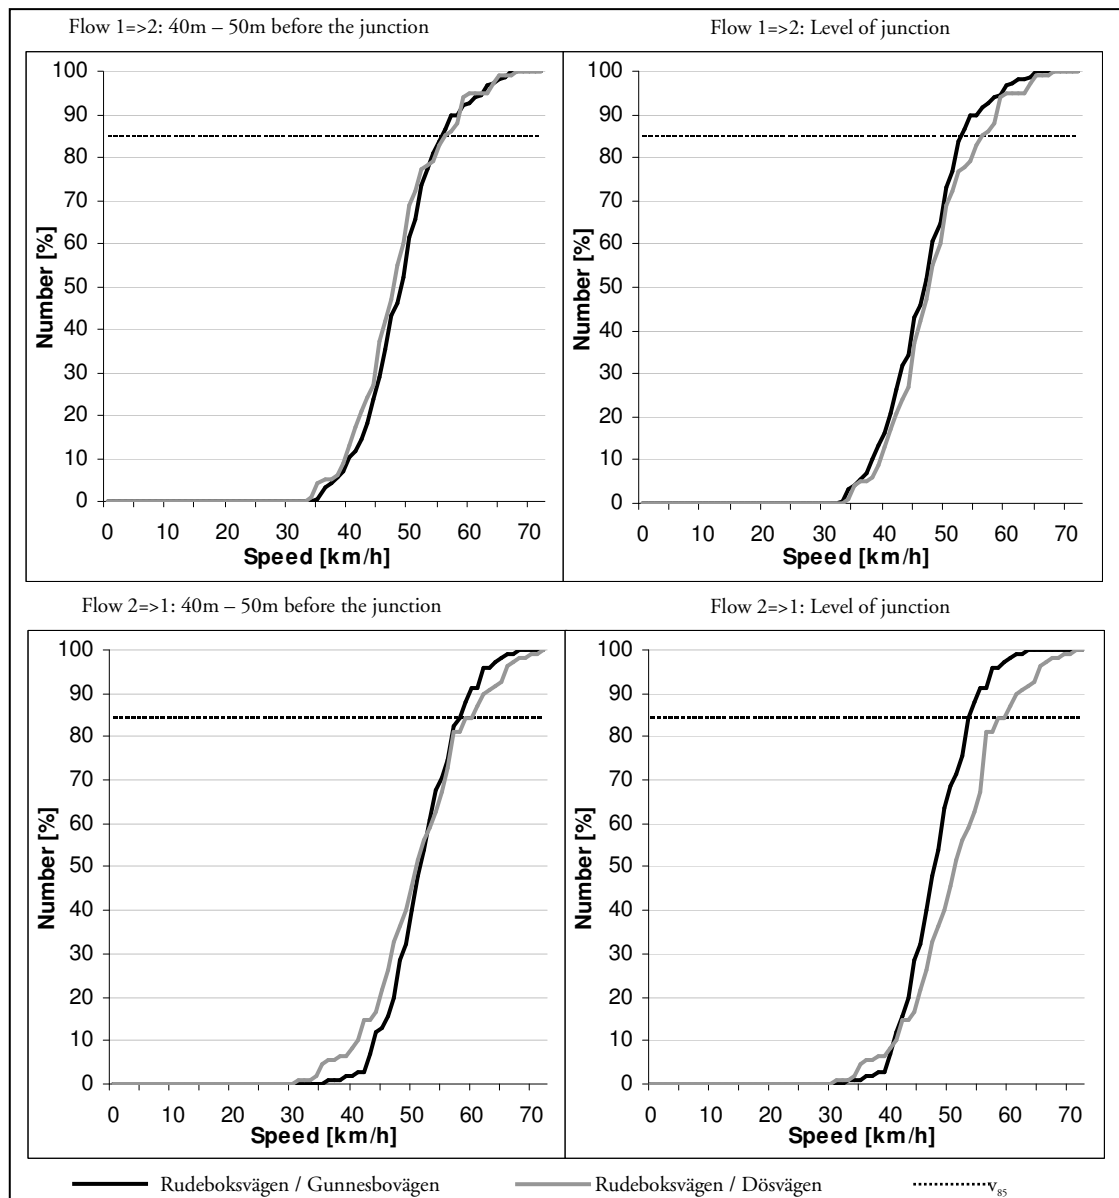 Flow 1=>2: 40m – 50m before the junction
Flow 1=>2: Level of junction
100
90
80
70
60
50
40
30
20
10
0
Number [%]
0 10 20 30 40 50 60 70
Speed [km/h]
100
90
80
70
60
50
40
30
20
10
0
Number [%]
0 10 20 30 40 50 60 70
Speed [km/h]
Flow 2=>1: 40m – 50m before the junction
Flow 2=>1: Level of junction
100
90
80
70
60
50
40
30
20
10
0
Number [%]
0 10 20 30 40 50 60 70
Speed [km/h]
100
90
80
70
60
50
40
30
20
10
0
Number [%]
0 10 20 30 40 50 60 70
Speed [km/h]
Rudeboksvägen / Gunnesbovägen Rudeboksvägen / Dösvägen v85